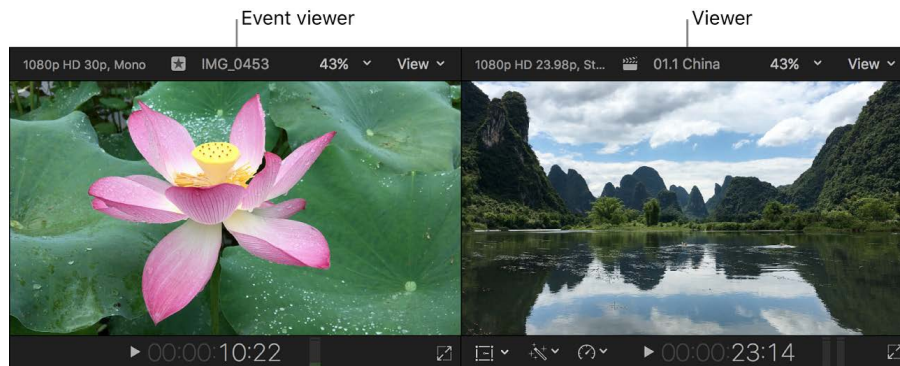 Event viewer
Viewer
1080p HD 30p, Mono IMG_0453 43% View
1080p HD 23.98p, St... 01.1 China 43% View
00:00:10:22
00:00:23:14